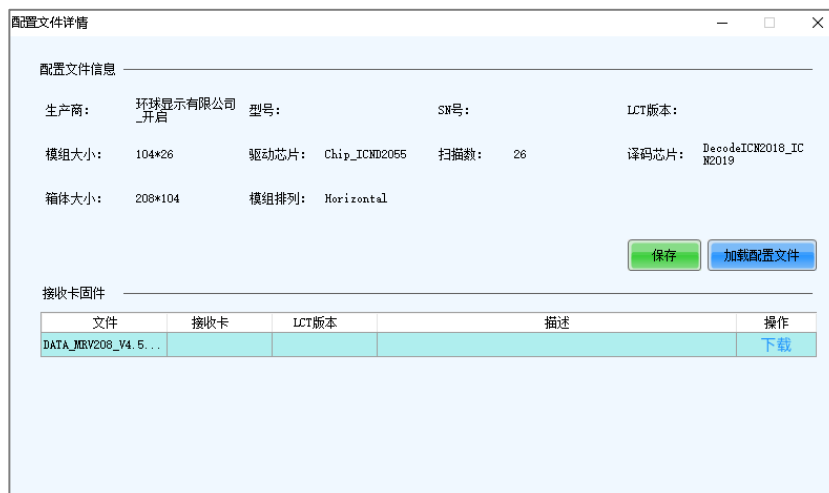 配置文件详情
配置文件信息
生产商: 环球显示有限公司_开启 型号: SN号: LCT版本:
模组大小: 104*26 驱动芯片: Chip_ICND2055 扫描数: 26 译码芯片: DecodeICN2018_ICN2019
箱体大小: 208*104 模组排列: Horizontal
保存 加载配置文件
接收卡固件
文件 接收卡 LCT版本 描述 操作
DATA_MRV208_V4.5... 下载